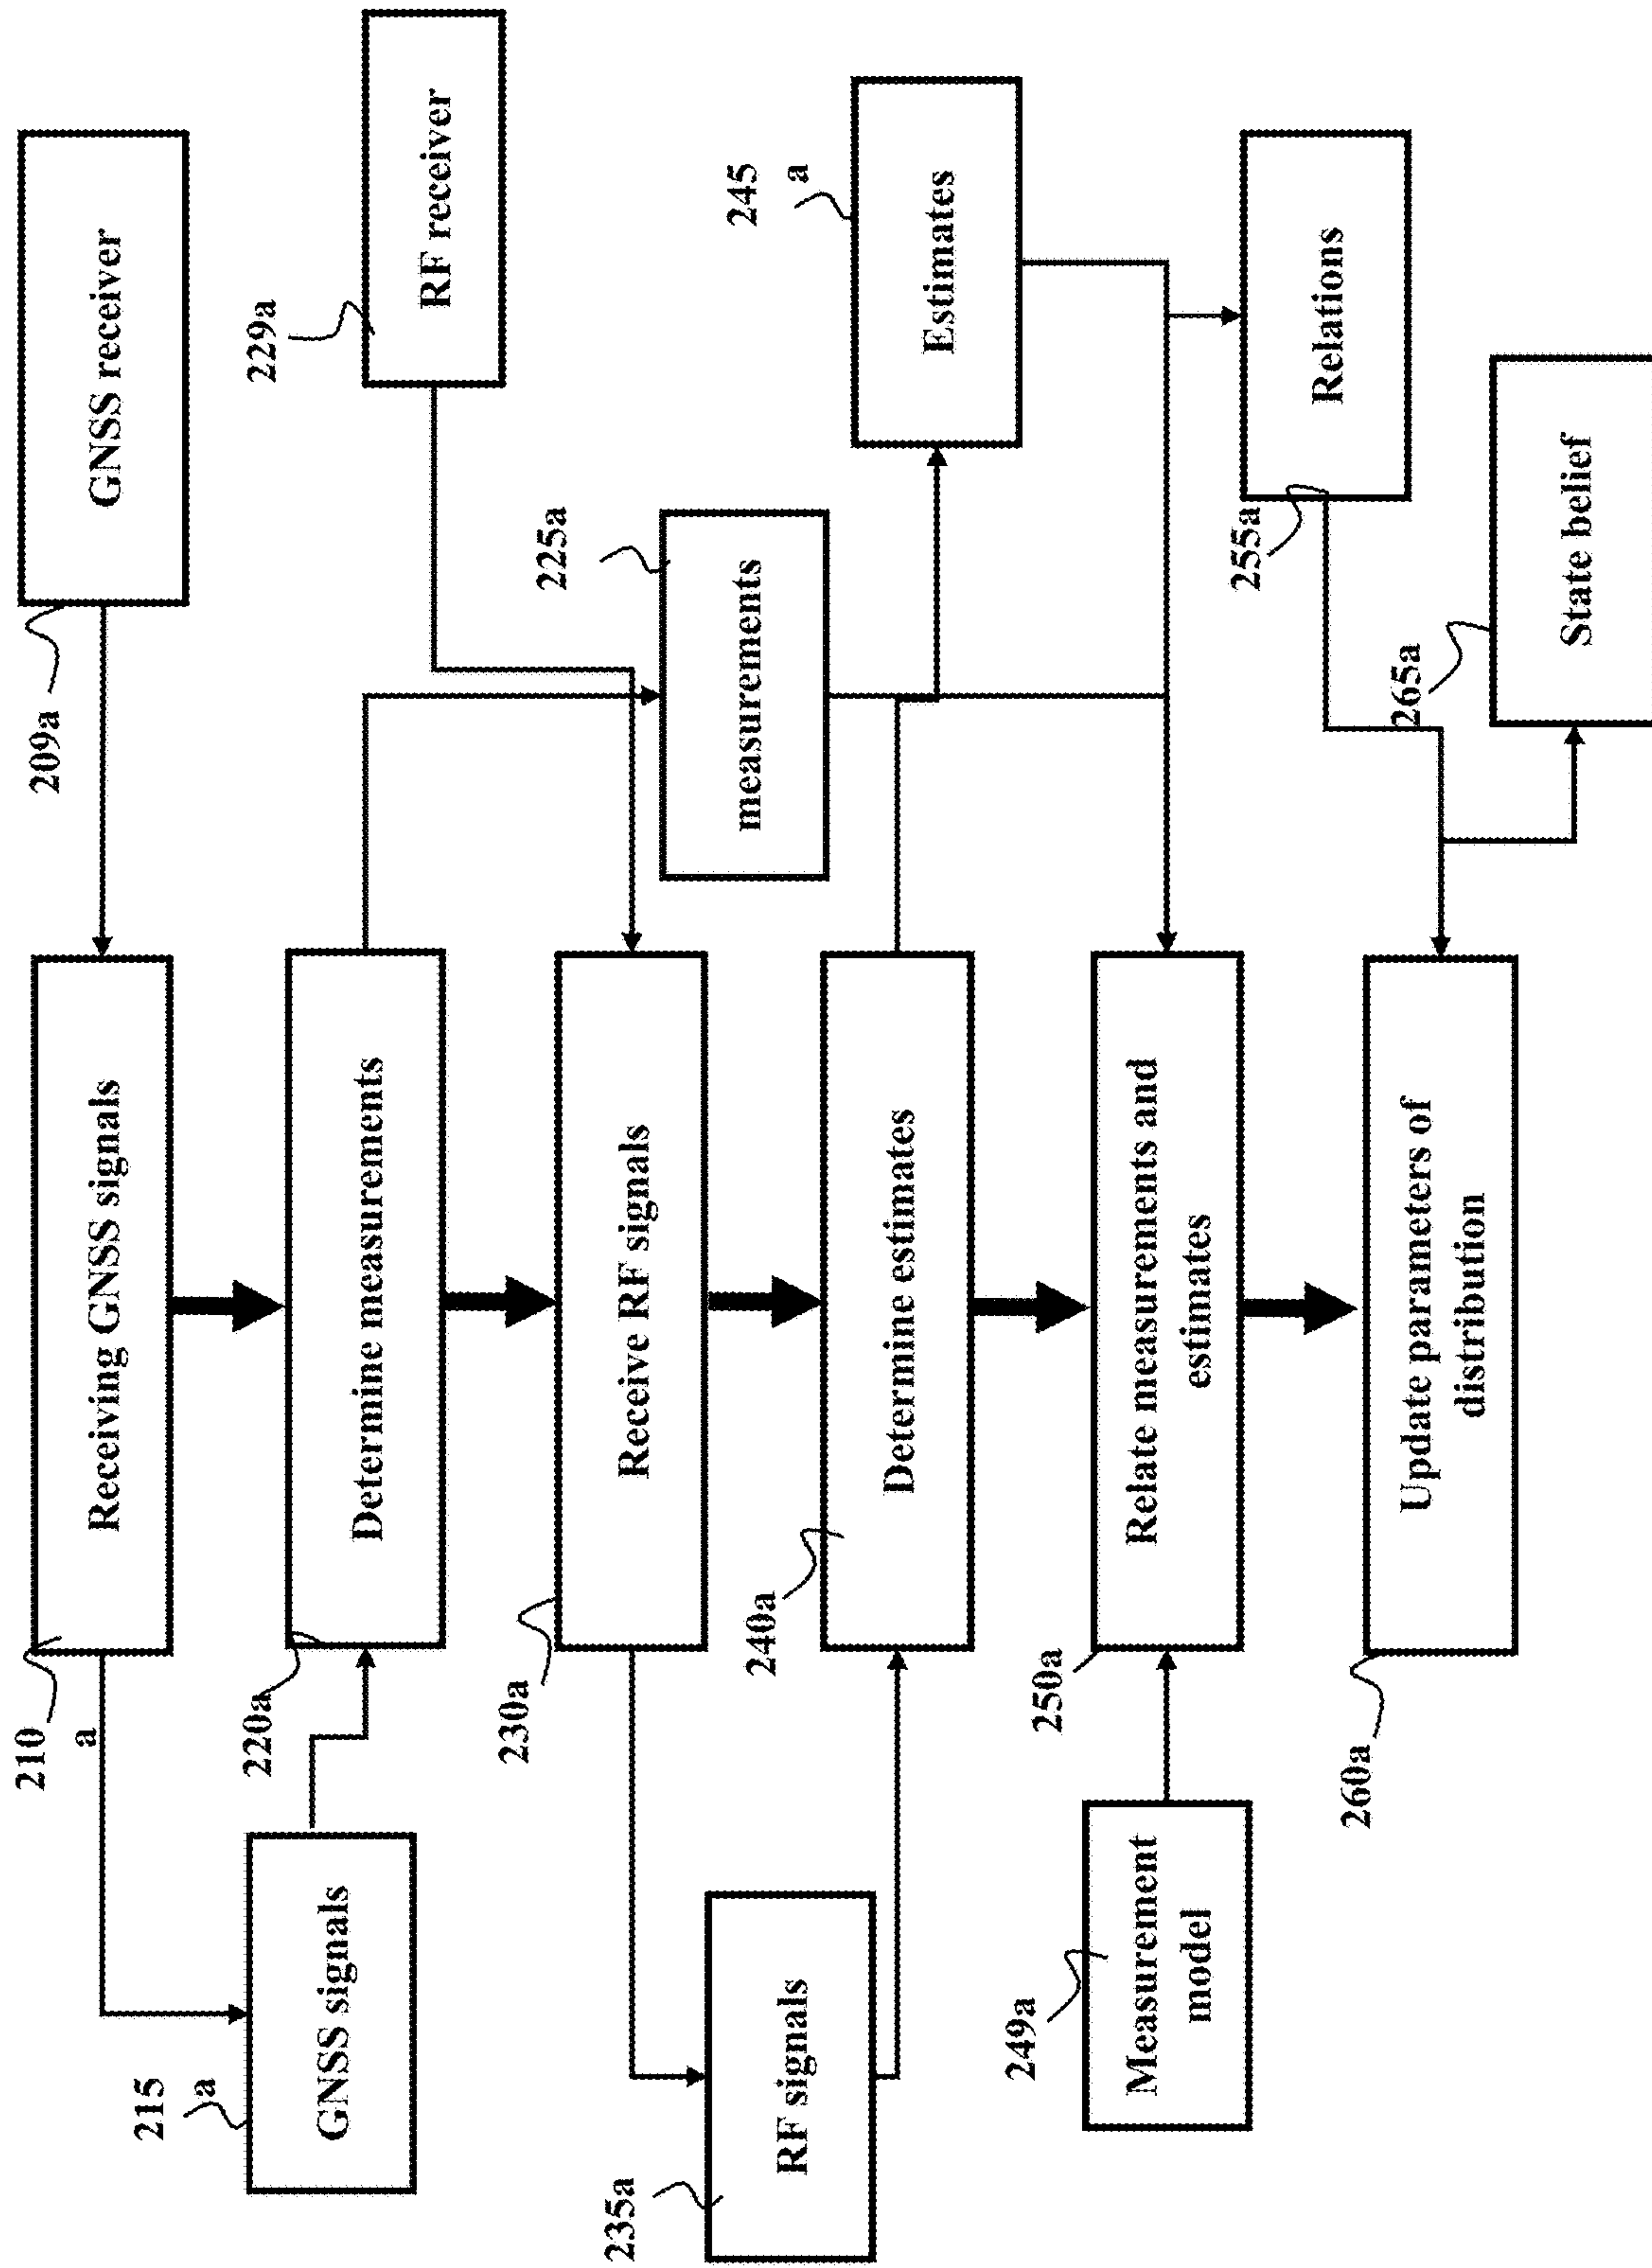 GNSS receiver
209a
Receiving GNSS signals
210
a
215
a
GNSS signals
229a
RF receiver
220a
Determine measurements
225a
measurements
230a
Receive RF signals
235a
RF signals
245
a
Estimates
240a
Determine estimates
249a
Measurement
model
250a
Relate measurements and
estimates
255a
Relations
260a
Update parameters of
distribution
265a
State belief